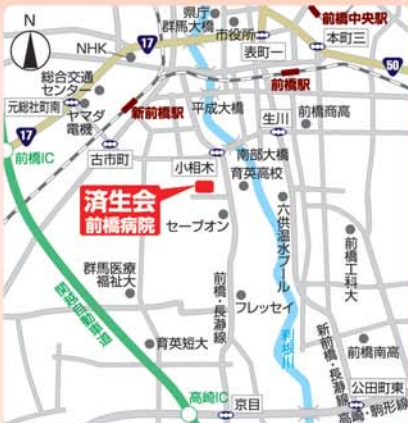 N
県庁
群馬大橋
市役所
前橋中央駅
本町三
17
NHK
表町一
50
総合交通
センター
前橋駅
元総社町南
ヤマダ
電機
新前橋駅
平成大橋
生川
前橋商高
17
前橋IC
古市町
小相木
南部大橋
育英高校
済生会
前橋病院
セーブオン
六供温水プール
前橋工科大
群馬医療
福祉大
前橋・長瀞線
フレッセイ
関越自動車道
利根川
新前橋・長瀞線
育英短大
前橋南高
高崎IC
京目
公田町東
高崎・駒形線